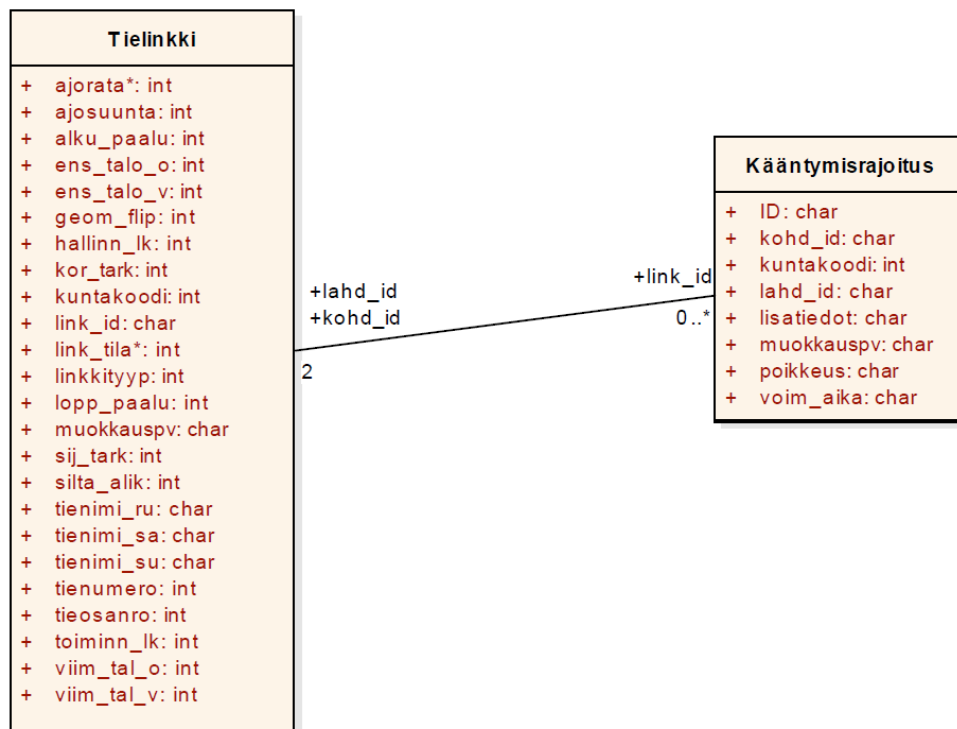 Tielinkki
+ ajorata*: int
+ ajosuunta: int
+ alku_paalu: int
+ ens_talo_o: int
+ ens_talo_v: int
+ geom_flip: int
+ hallinn_lk: int
+ kor_tark: int
+ kuntakoodi: int
+ link_id: char
+ link_tila*: int
+ linkkityyp: int
+ lopp_paalu: int
+ muokkauspv: char
+ sij_tark: int
+ silta_alik: int
+ tienimi_ru: char
+ tienimi_sa: char
+ tienimi_su: char
+ tienumero: int
+ tieosanro: int
+ toiminn_lk: int
+ viim_tal_o: int
+ viim_tal_v: int
+lahd_id
+kohd_id
2
+link_id
0..*
Kääntymisrajoitus
+ ID: char
+ kohd_id: char
+ kuntakoodi: int
+ lahd_id: char
+ lisatiedot: char
+ muokkauspv: char
+ poikkeus: char
+ voim_aika: char